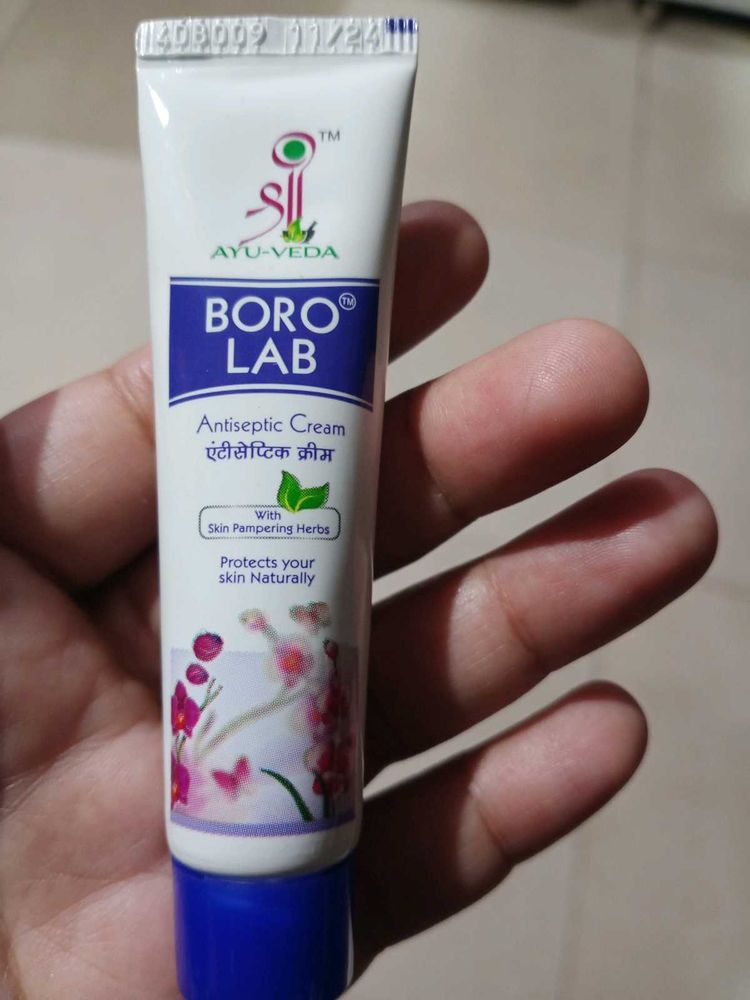 4DB009 11/24
श्री TM
AYU-VEDA
BORO TM
LAB
Antiseptic Cream
एंटीसेप्टिक क्रीम
With
Skin Pampering Herbs
Protects your
skin Naturally